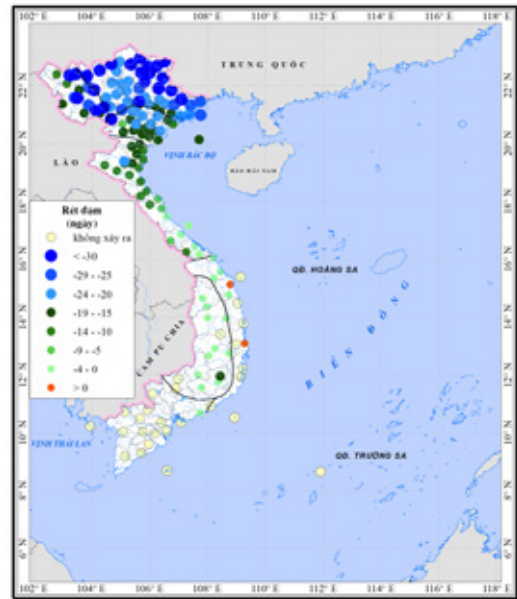 102° E 104° E 106° E 108° E 110° E 112° E 114° E 116° E 118° E
TRUNG QUỐC
22° N
20° N
LÀO
VỊNH BẮC BỘ
ĐẢO HẢI NAM
18° N
Rét đậm
(ngày)
không xảy ra
< -30
-29 - -25
-24 - -20
-19 - -15
-14 - -10
-9 - -5
-4 - 0
> 0
16° N
QĐ. HOÀNG SA
14° N
CAM PU CHIA
BIỂN ĐÔNG
12° N
10° N
VỊNH THÁI LAN
QĐ. TRƯỜNG SA
8° N
6° N
102° E 104° E 106° E 108° E 110° E 112° E 114° E 116° E 118° E